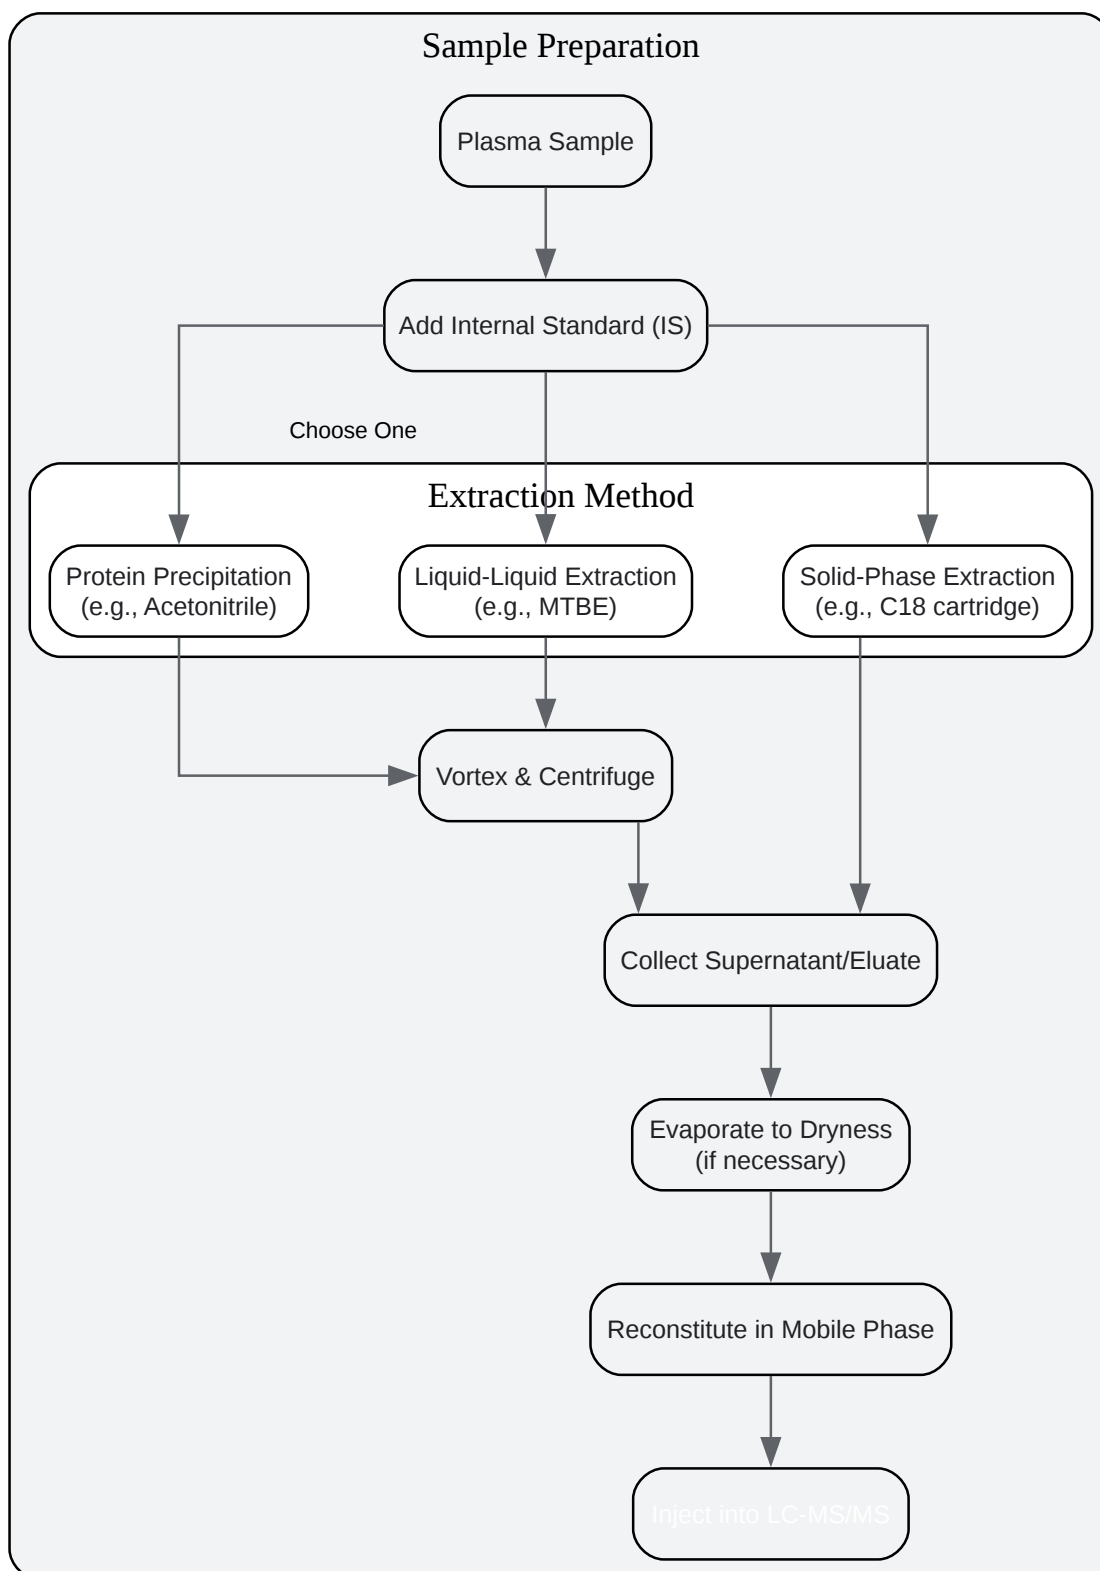 Sample Preparation
Plasma Sample
Add Internal Standard (IS)
Choose One
Extraction Method
Protein Precipitation
(e.g., Acetonitrile)
Liquid-Liquid Extraction
(e.g., MTBE)
Solid-Phase Extraction
(e.g., C18 cartridge)
Vortex & Centrifuge
Collect Supernatant/Eluate
Evaporate to Dryness
(if necessary)
Reconstitute in Mobile Phase
Inject into LC-MS/MS